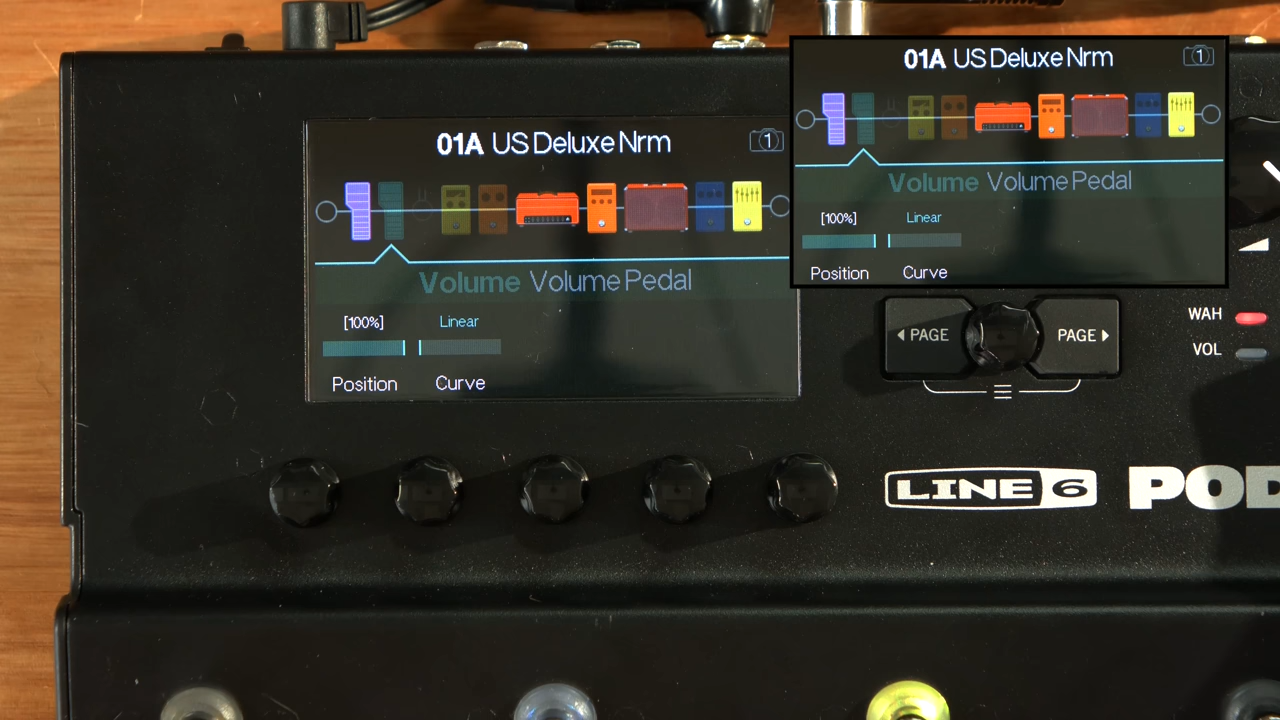 01A US Deluxe Nrm
1
Volume Volume Pedal
[100%] Linear
Position Curve
01A US Deluxe Nrm
1
Volume Volume Pedal
[100%] Linear
Position Curve
PAGE PAGE
WAH
VOL
LINE 6 POD